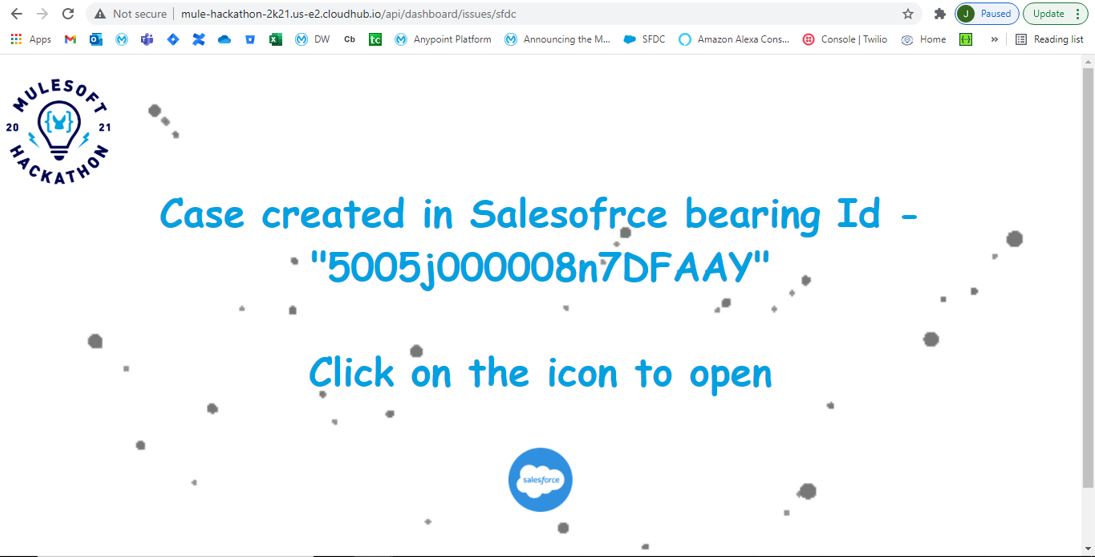 Not secure | mule-hackathon-2k21.us-e2.cloudhub.io/api/dashboard/issues/sfdc
J Paused
Update
Apps
DW
Cb
tc
Anypoint Platform
Announcing the M...
SFDC
Amazon Alexa Cons...
Console | Twilio
Home
»
Reading list
MULESOFT
20 21
HACKATHON
Case created in Salesofrce bearing Id -
"5005j000008n7DFAAY"
Click on the icon to open
salesforce